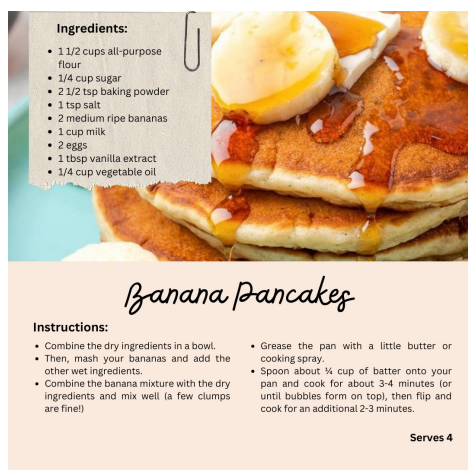 Ingredients:
• 1 1/2 cups all-purpose
flour
• 1/4 cup sugar
• 2 1/2 tsp baking powder
• 1 tsp salt
• 2 medium ripe bananas
• 1 cup milk
• 2 eggs
• 1 tbsp vanilla extract
• 1/4 cup vegetable oil
Banana Pancakes
Instructions:
• Combine the dry ingredients in a bowl.
• Then, mash your bananas and add the
other wet ingredients.
• Combine the banana mixture with the dry
ingredients and mix well (a few clumps
are fine!)
• Grease the pan with a little butter or
cooking spray.
• Spoon about ¼ cup of batter onto your
pan and cook for about 3-4 minutes (or
until bubbles form on top), then flip and
cook for an additional 2-3 minutes.
Serves 4